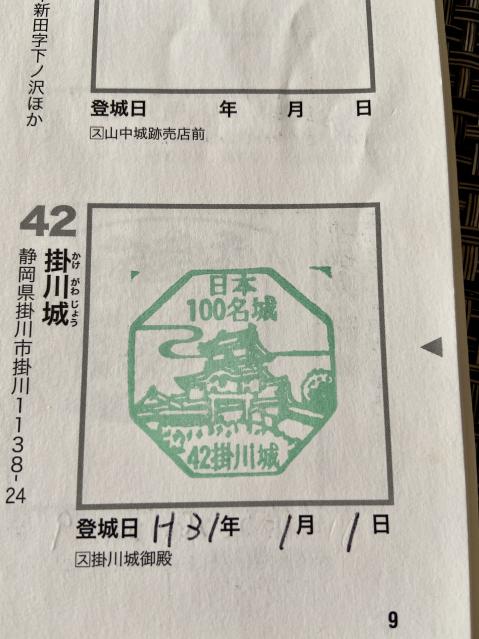 新田字下ノ沢ほか
登城日 年 月 日
ス山中城跡売店前
42
掛川城
かけがわじょう
静岡県掛川市掛川1138-24
日本
100名城
42掛川城
登城日 H31年 1月 1日
ス掛川城御殿
9